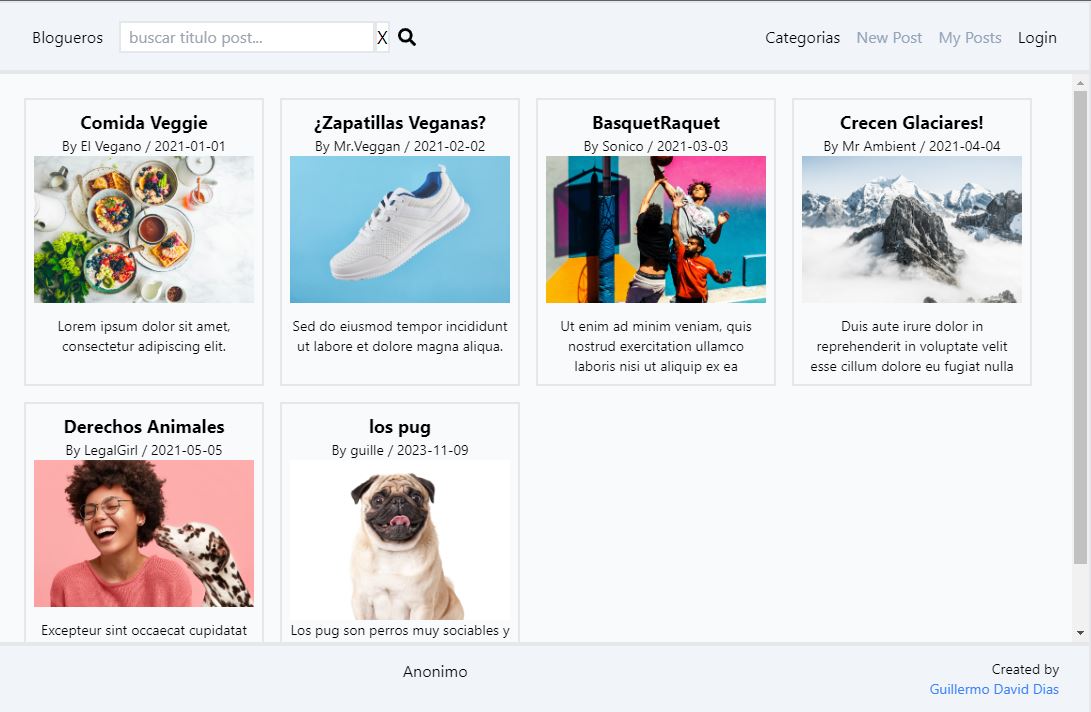 Blogueros
buscar titulo post...
X
Categorias
New Post
My Posts
Login
Comida Veggie
By El Vegano / 2021-01-01
Lorem ipsum dolor sit amet,
consectetur adipiscing elit.
¿Zapatillas Veganas?
By Mr.Veggan / 2021-02-02
Sed do eiusmod tempor incididunt
ut labore et dolore magna aliqua.
BasquetRaquet
By Sonico / 2021-03-03
Ut enim ad minim veniam, quis
nostrud exercitation ullamco
laboris nisi ut aliquip ex ea
Crecen Glaciares!
By Mr Ambient / 2021-04-04
Duis aute irure dolor in
reprehenderit in voluptate velit
esse cillum dolore eu fugiat nulla
Derechos Animales
By LegalGirl / 2021-05-05
Excepteur sint occaecat cupidatat
los pug
By guille / 2023-11-09
Los pug son perros muy sociables y
Anonimo
Created by
Guillermo David Dias